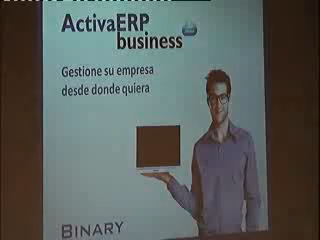 ActivaERP
business
Gestione su empresa
desde donde quiera
BINARY